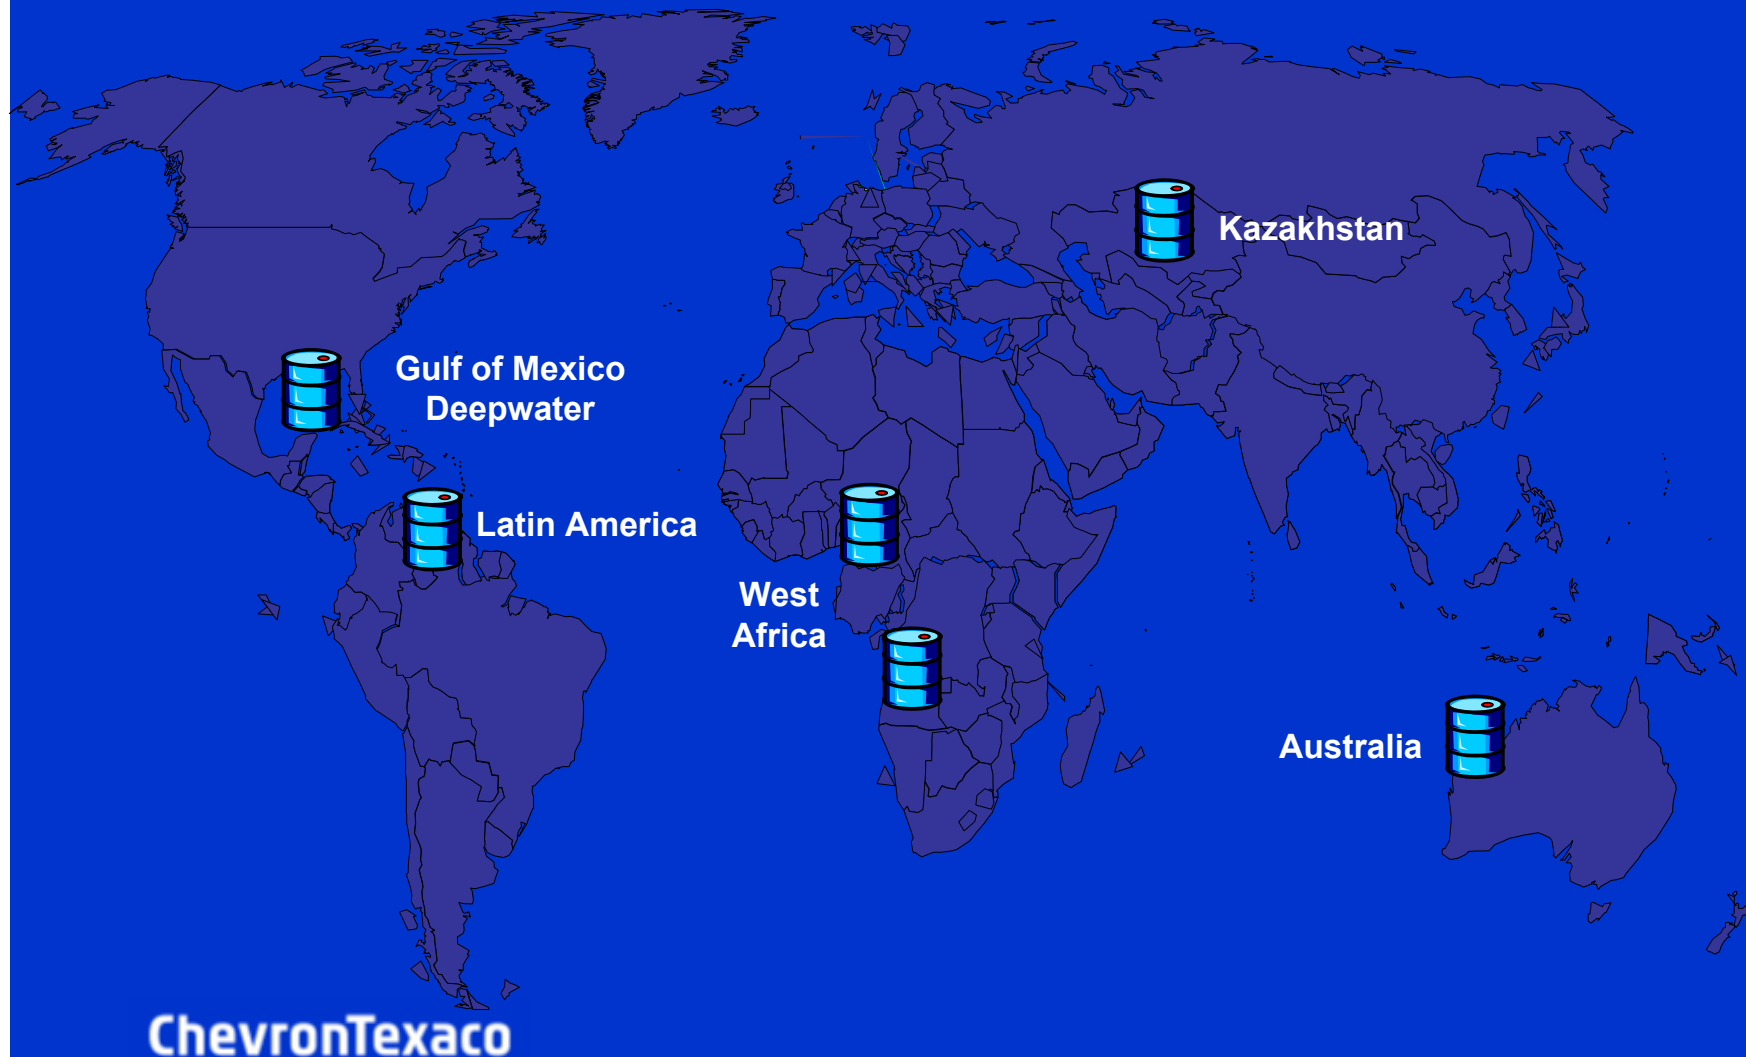 Kazakhstan
Gulf of Mexico
Deepwater
Latin America
West
Africa
Australia
ChevronTexaco